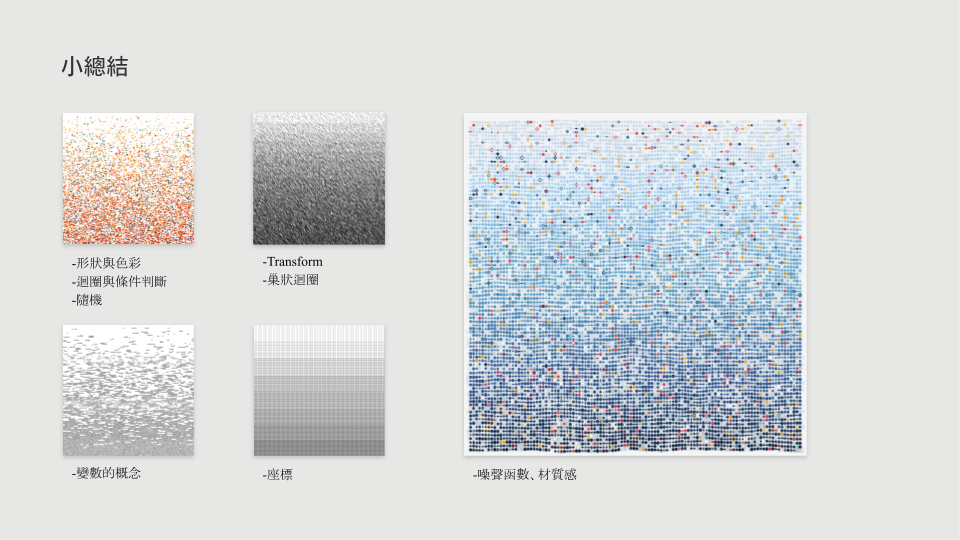 小總結
-形狀與色彩
-迴圈與條件判斷
-隨機
-Transform
-巢狀迴圈
-變數的概念
-座標
-噪聲函數、材質感